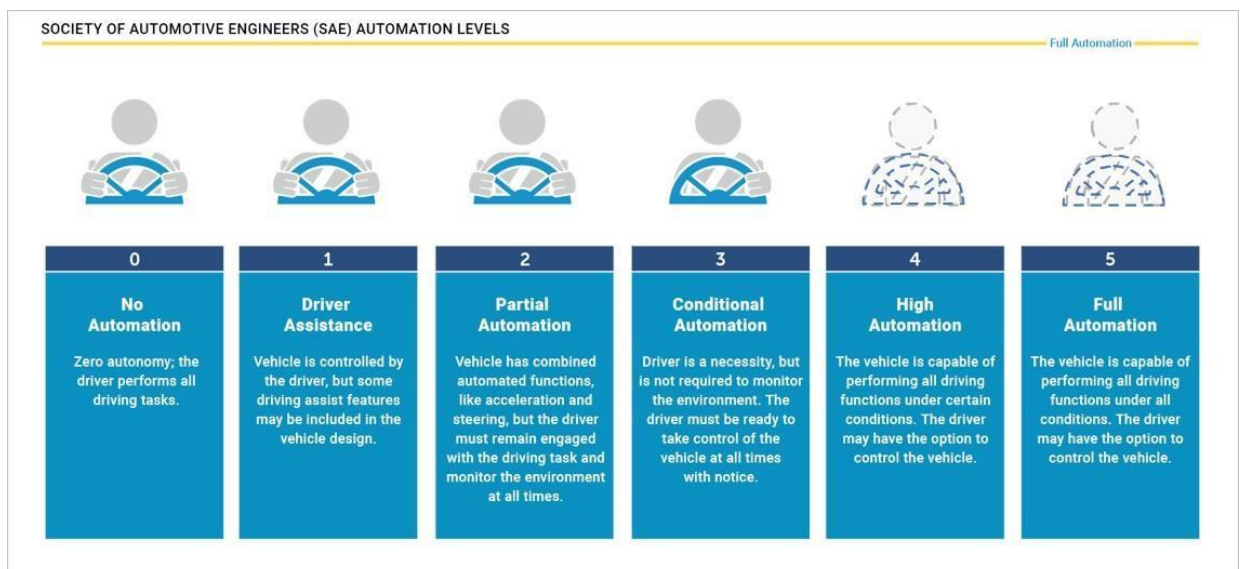 SOCIETY OF AUTOMOTIVE ENGINEERS (SAE) AUTOMATION LEVELS
Full Automation
0
No
Automation
Zero autonomy; the
driver performs all
driving tasks.
1
Driver
Assistance
Vehicle is controlled by
the driver, but some
driving assist features
may be included in the
vehicle design.
2
Partial
Automation
Vehicle has combined
automated functions,
like acceleration and
steering, but the driver
must remain engaged
with the driving task and
monitor the environment
at all times.
3
Conditional
Automation
Driver is a necessity, but
is not required to monitor
the environment. The
driver must be ready to
take control of the
vehicle at all times
with notice.
4
High
Automation
The vehicle is capable of
performing all driving
functions under certain
conditions. The driver
may have the option to
control the vehicle.
5
Full
Automation
The vehicle is capable of
performing all driving
functions under all
conditions. The driver
may have the option to
control the vehicle.